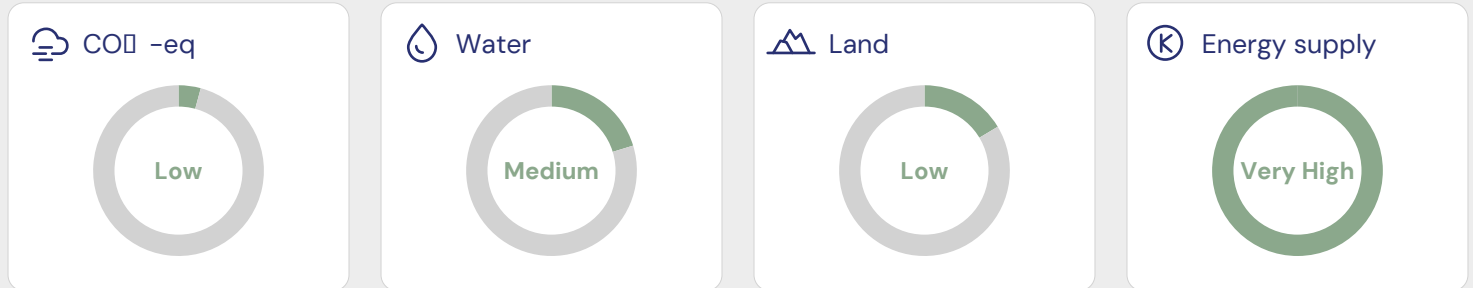 CO▯ -eq
Water
Land
Energy supply
Low
Medium
Low
Very High